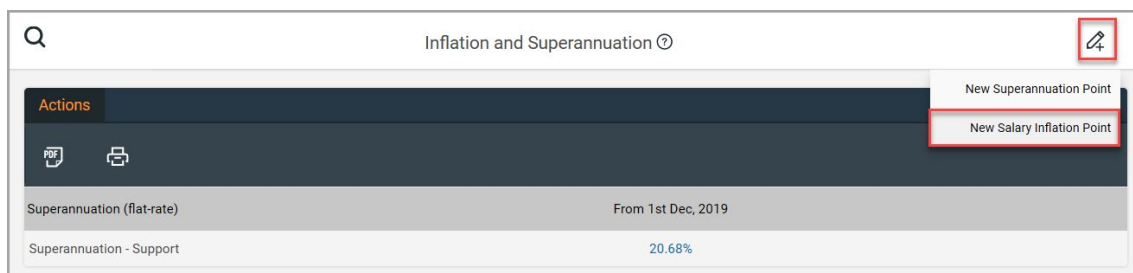 Inflation and Superannuation ?
New Superannuation Point
Actions
New Salary Inflation Point
PDF
Superannuation (flat-rate) From 1st Dec, 2019
Superannuation - Support 20.68%